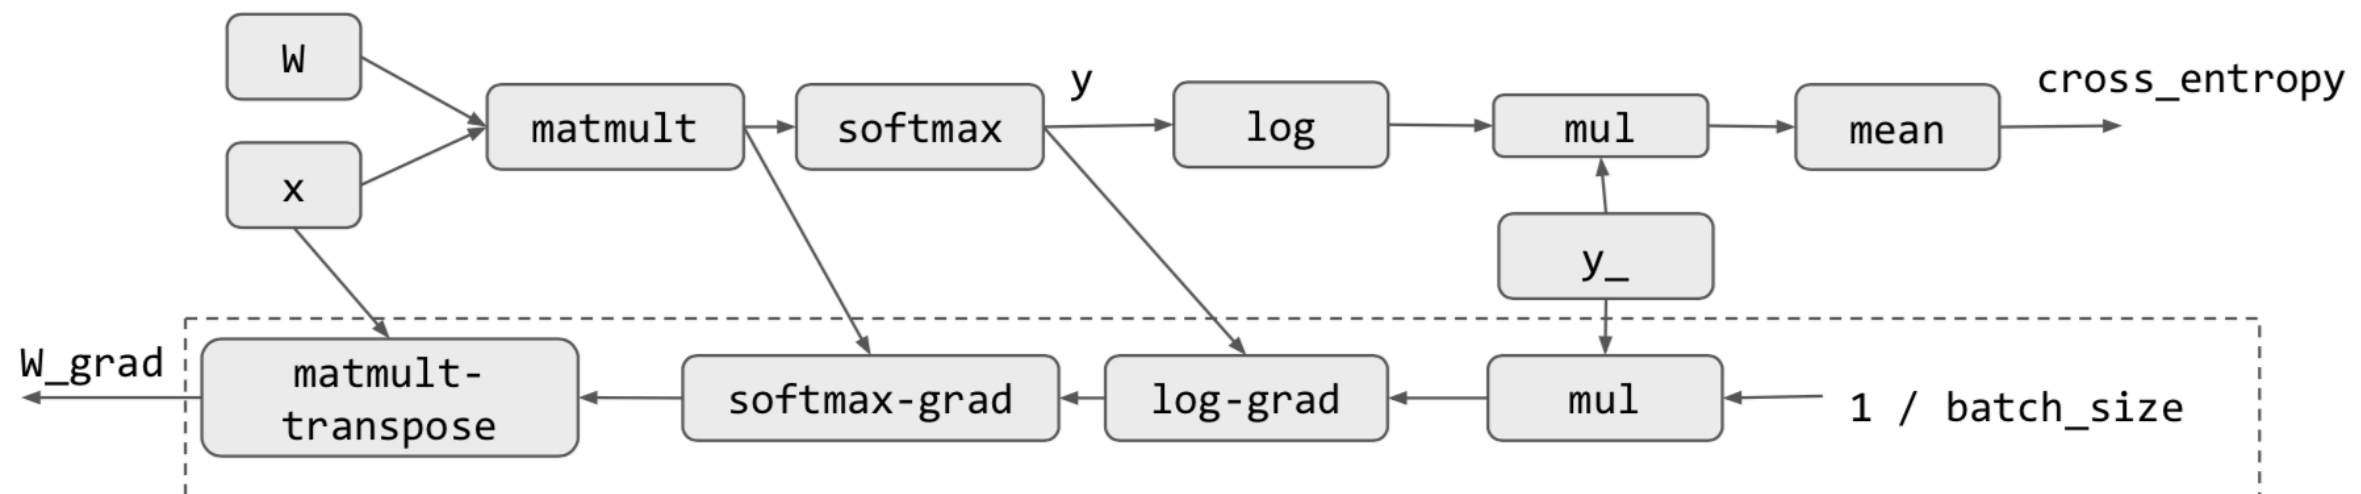 W
x
matmult
softmax
y
log
mul
mean
cross_entropy
y_
W_grad
matmult-
transpose
softmax-grad
log-grad
mul
1 / batch_size